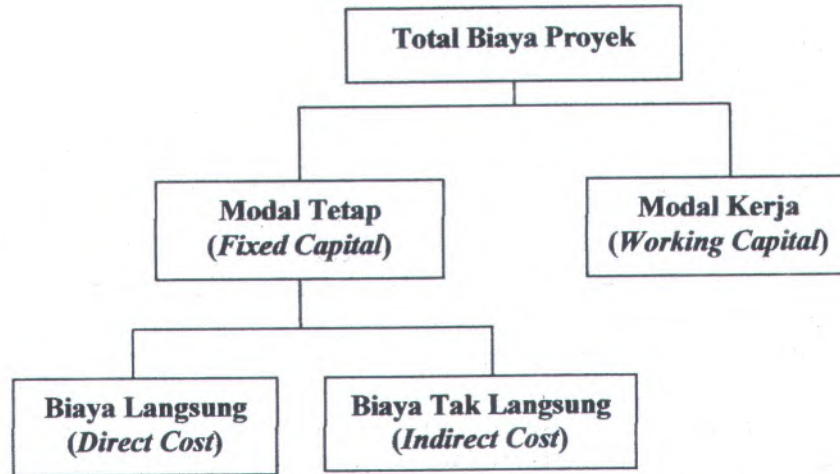 Total Biaya Proyek
Modal Tetap
(Fixed Capital)
Modal Kerja
(Working Capital)
Biaya Langsung
(Direct Cost)
Biaya Tak Langsung
(Indirect Cost)